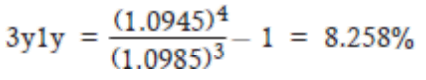 3y1y = (1.0945)⁴ / (1.0985)³ − 1 = 8.258%